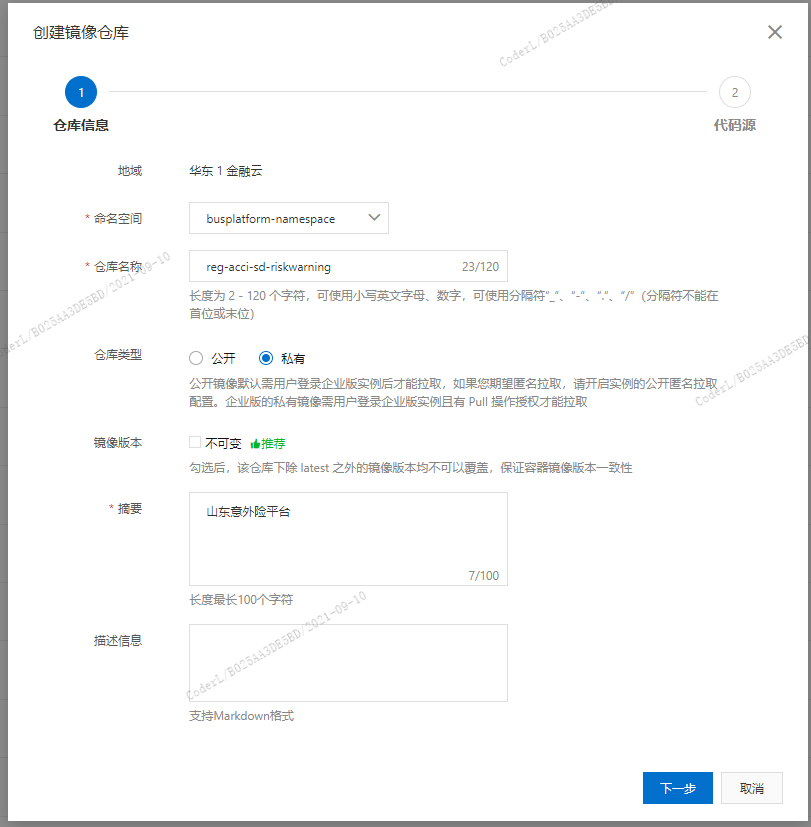 创建镜像仓库
CoderL/B025AA3DE5BD
1
2
仓库信息
代码源
地域
华东 1 金融云
* 命名空间
busplatform-namespace
* 仓库名称
reg-acci-sd-riskwarning
23/120
长度为 2 - 120 个字符，可使用小写英文字母、数字，可使用分隔符“_”、“-”、“.”、“/”（分隔符不能在
首位或末位）
CoderL/B025AA3DE5BD/2021-09-10
仓库类型
公开
私有
公开镜像默认需用户登录企业版实例后才能拉取，如果您期望匿名拉取，请开启实例的公开匿名拉取
配置。企业版的私有镜像需用户登录企业版实例且有 Pull 操作授权才能拉取
CoderL/B025AA3DE5BD
镜像版本
不可变
推荐
勾选后，该仓库下除 latest 之外的镜像版本均不可以覆盖，保证容器镜像版本一致性
* 摘要
山东意外险平台
7/100
长度最长100个字符
描述信息
CoderL/B025AA3DE5BD/2021-09-10
支持Markdown格式
下一步
取消